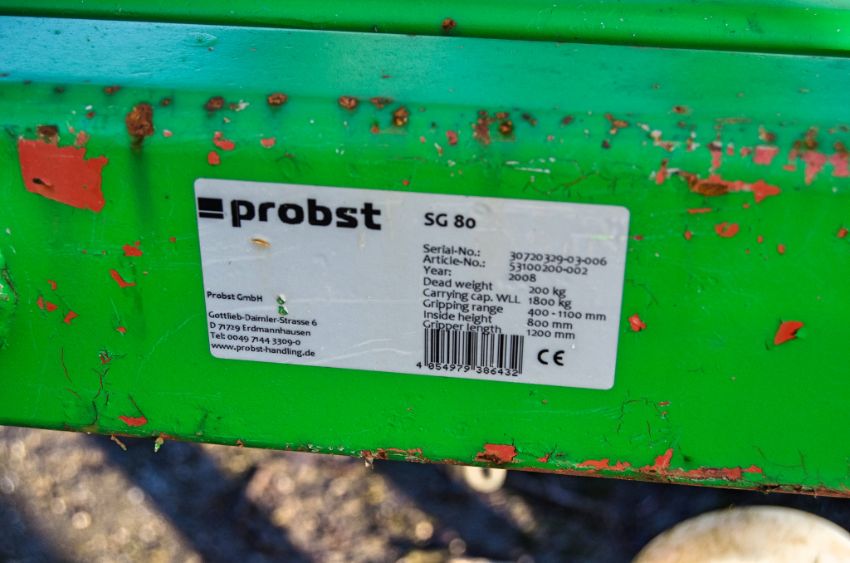 probst
SG 80
Serial-No.: 30720329-03-006
Article-No.: 53100200-002
Year: 2008
Dead weight 200 kg
Carrying cap. WLL 1800 kg
Gripping range 400 - 1100 mm
Inside height 800 mm
Gripper length 1200 mm
Probst GmbH
Gottlieb-Daimler-Strasse 6
D 71729 Erdmannhausen
Tel: 0049 7144 3309-0
www.probst-handling.de
4 054979 386432
CE